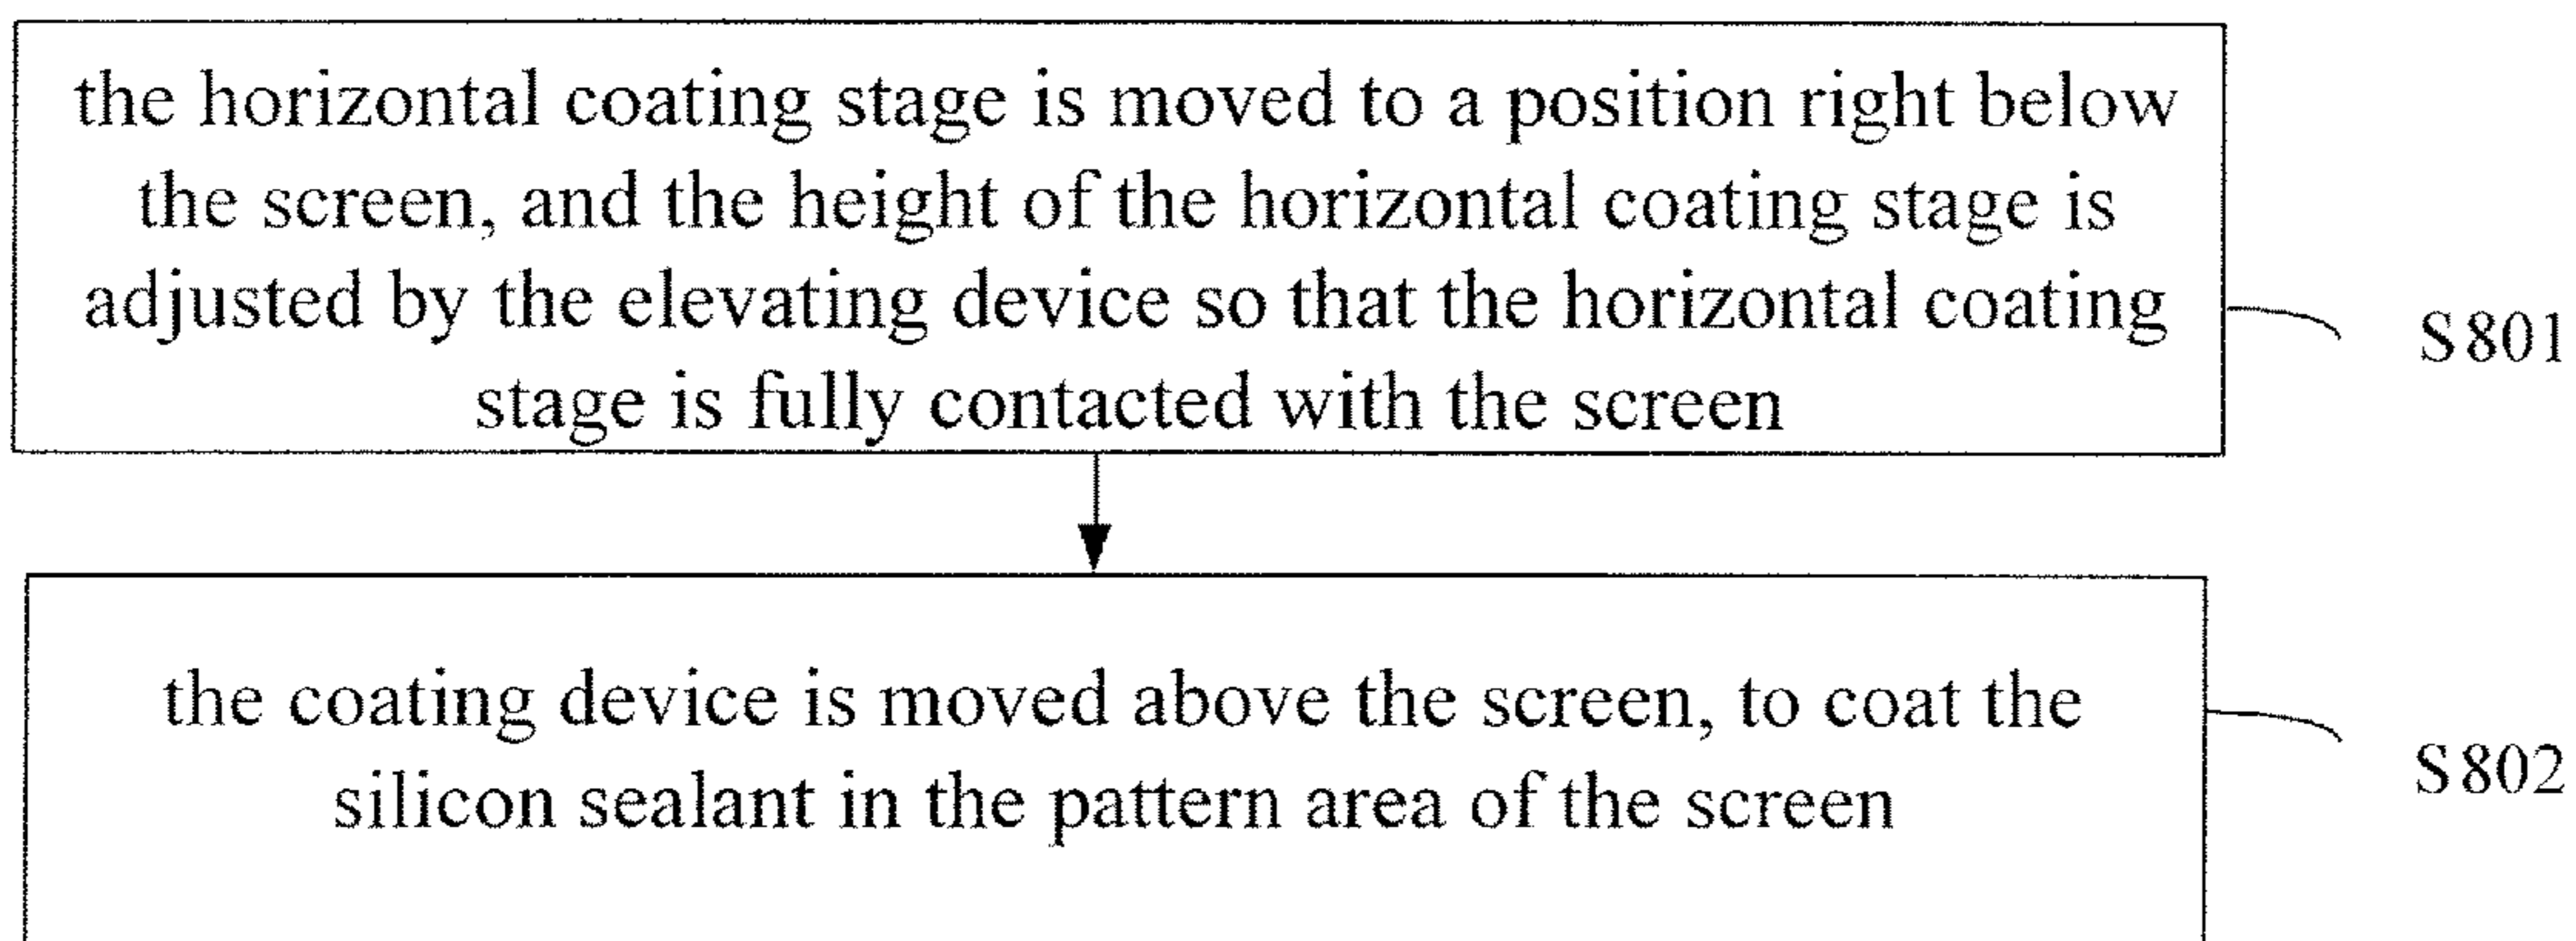 the horizontal coating stage is moved to a position right below
the screen, and the height of the horizontal coating stage is
adjusted by the elevating device so that the horizontal coating
stage is fully contacted with the screen
S801
the coating device is moved above the screen, to coat the
silicon sealant in the pattern area of the screen
S802